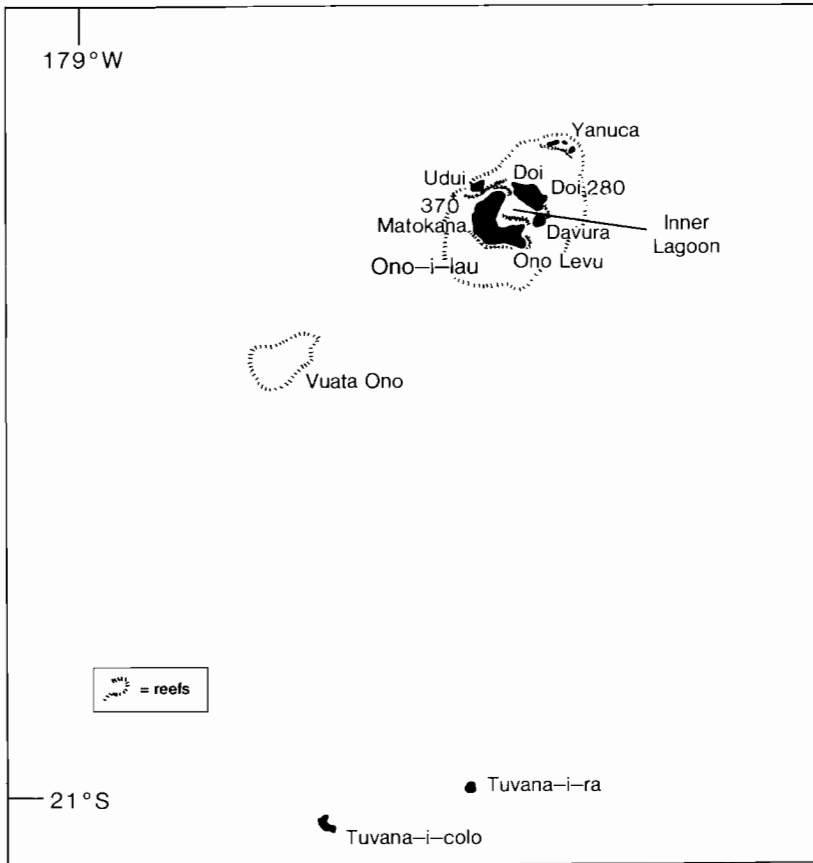 179°W
Yanuca
Udui
Doi
Doi 280
370
Matokana
Davura
Inner
Lagoon
Ono-i-lau
Ono Levu
Vuata Ono
= reefs
Tuvana-i-ra
21°S
Tuvana-i-colo